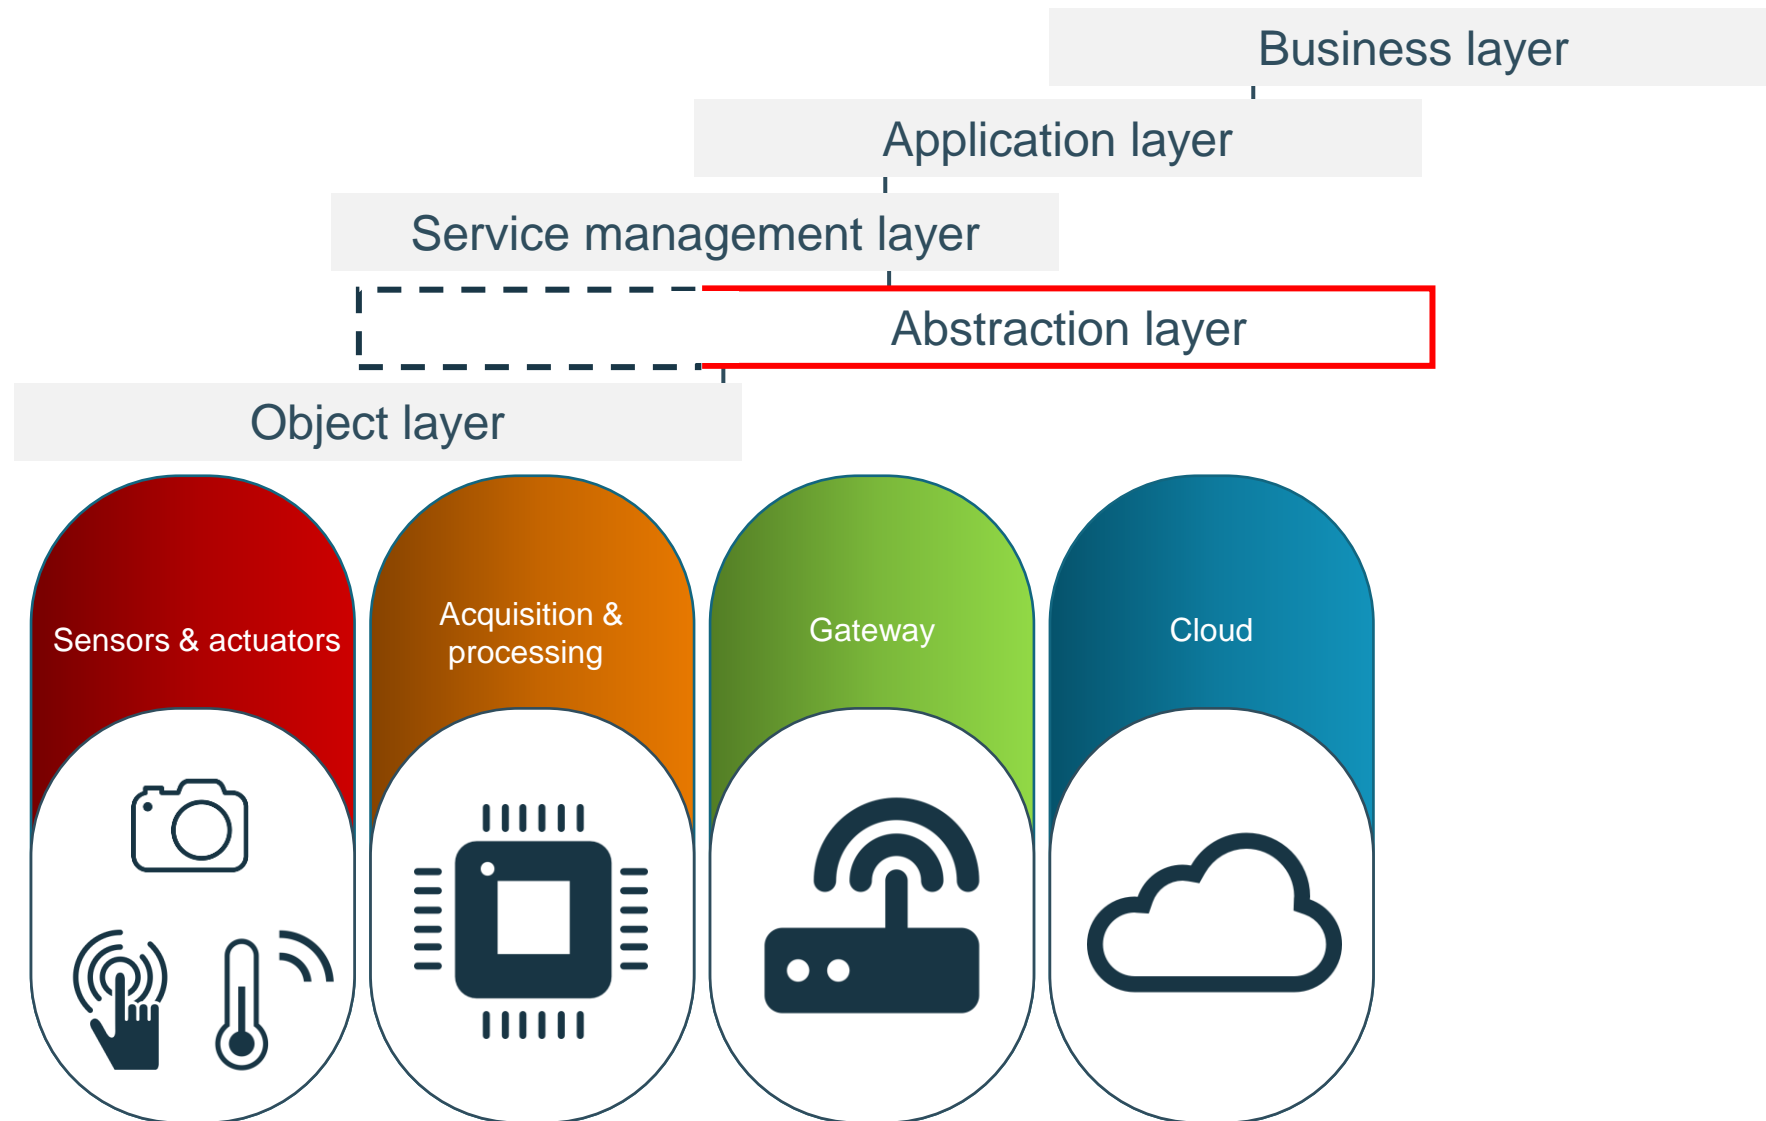 Business layer
Application layer
Service management layer
Abstraction layer
Object layer
Sensors & actuators
Acquisition &
processing
Gateway
Cloud